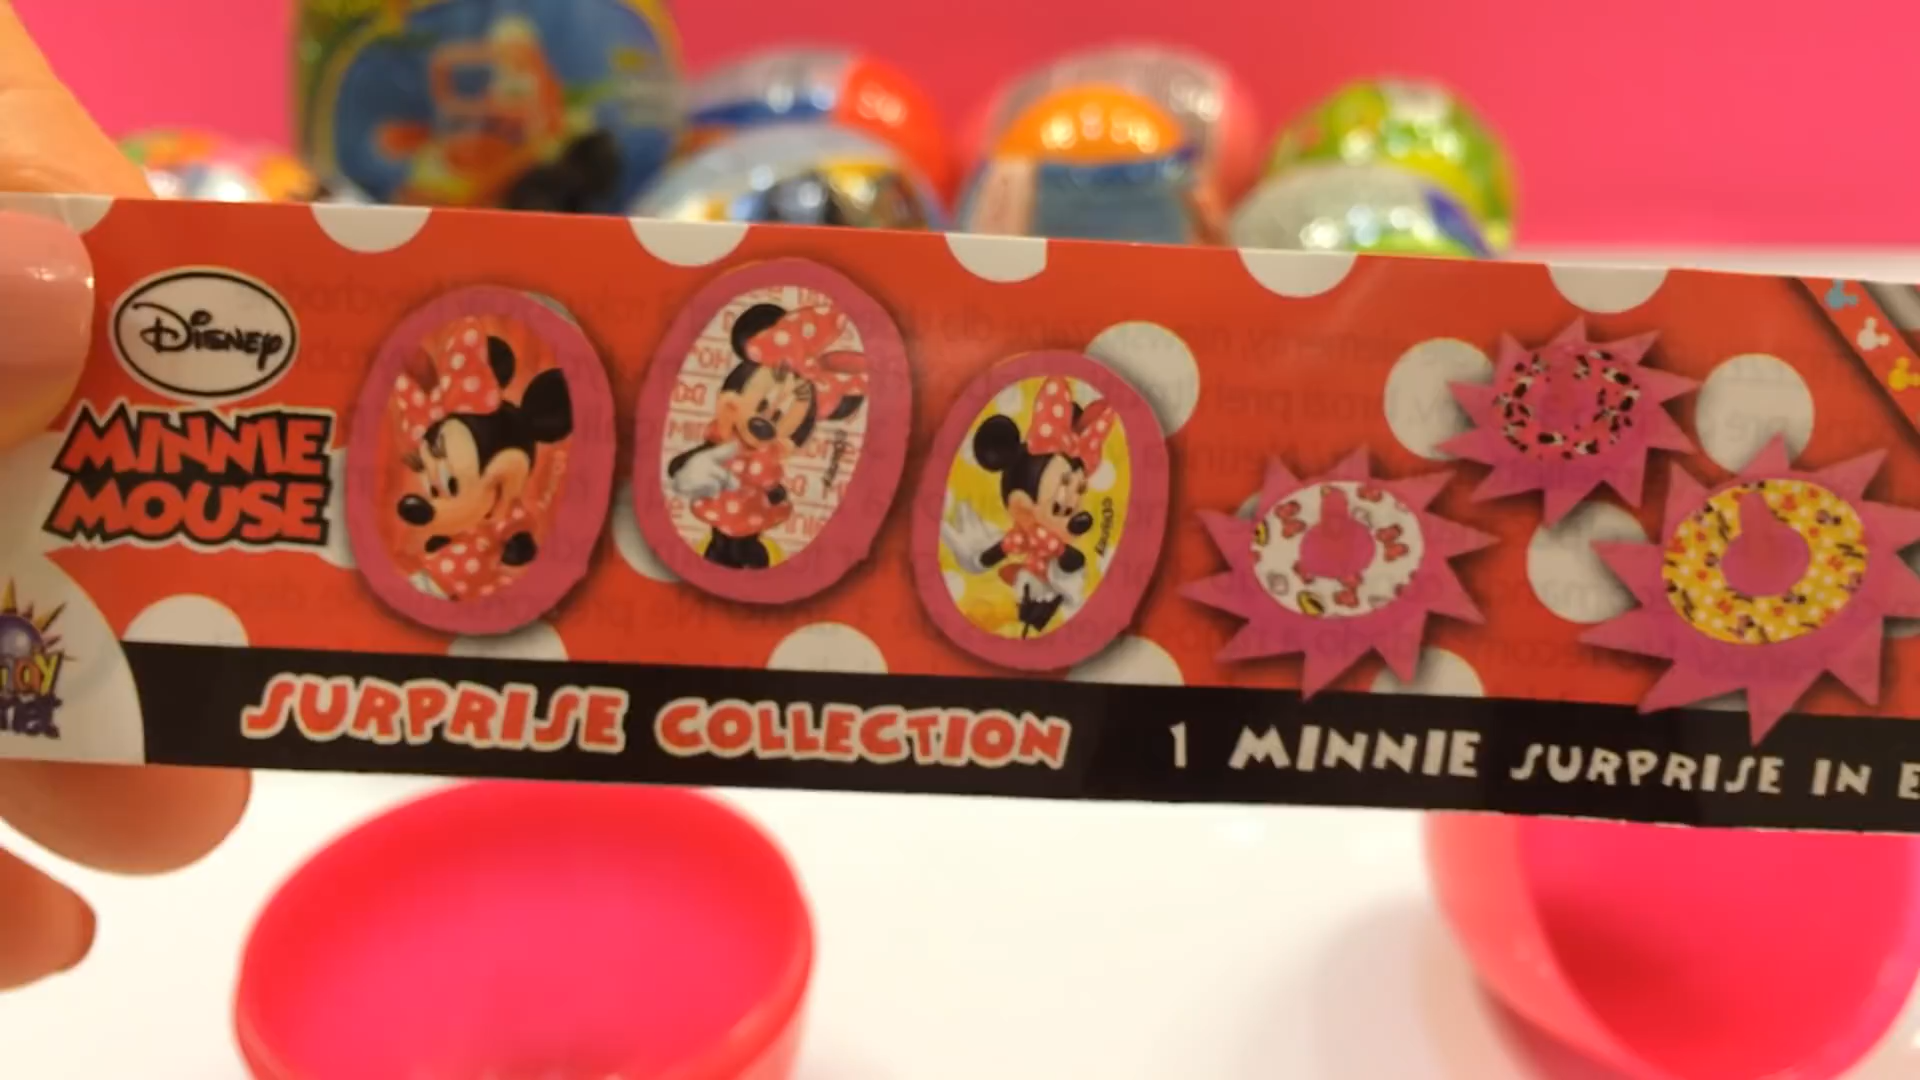 Disney
MINNIE
MOUSE
SURPRISE COLLECTION
1 MINNIE SURPRISE IN E